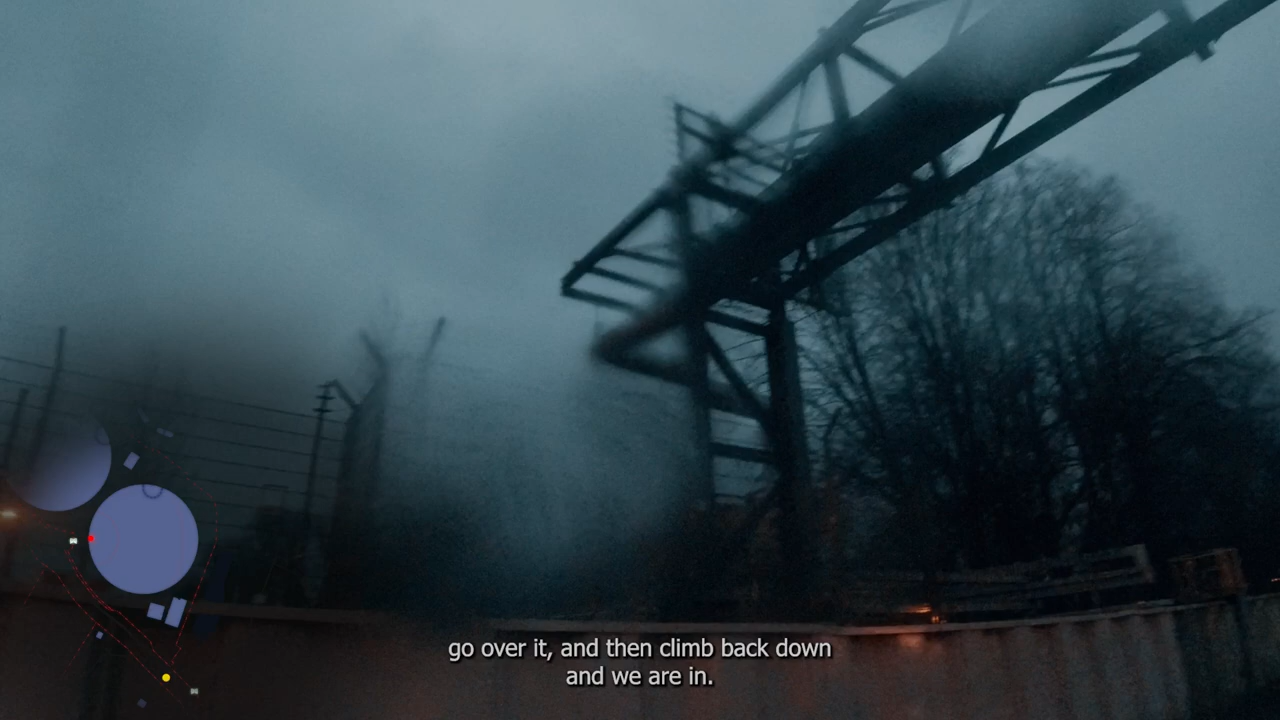 go over it, and then climb back down
and we are in.